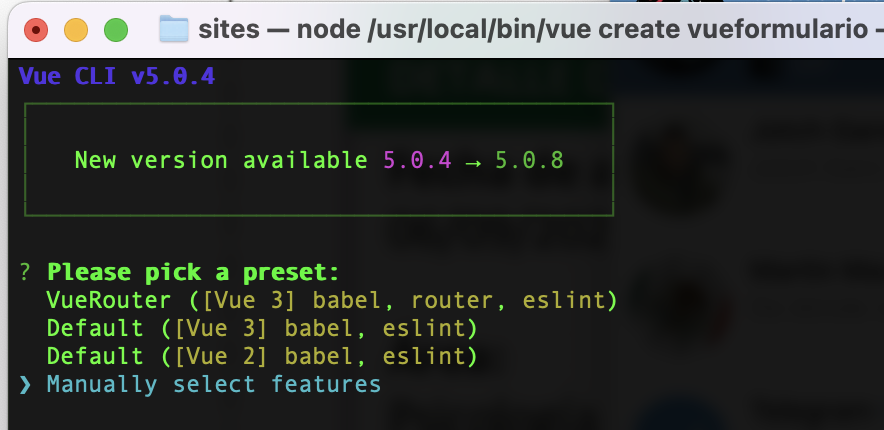 sites — node /usr/local/bin/vue create vueformulario —
Vue CLI v5.0.4
New version available 5.0.4 → 5.0.8
? Please pick a preset:
VueRouter ([Vue 3] babel, router, eslint)
Default ([Vue 3] babel, eslint)
Default ([Vue 2] babel, eslint)
❯ Manually select features